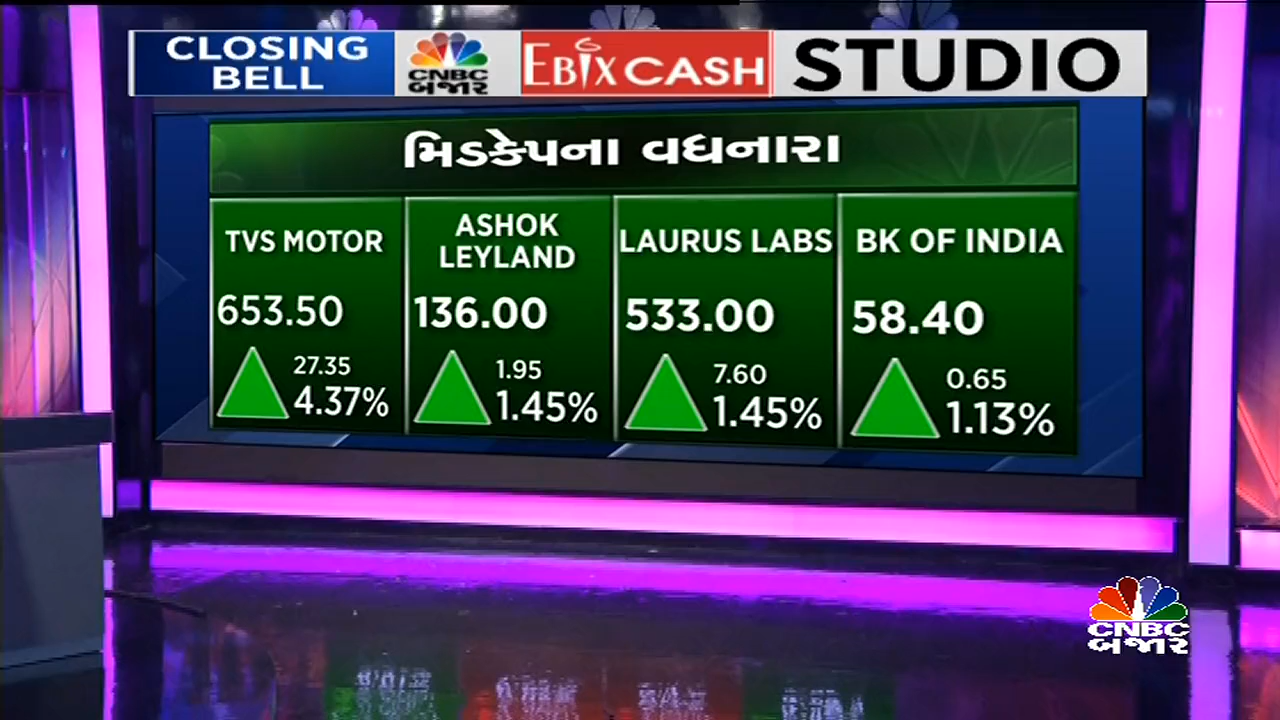 CLOSING
BELL
CNBC
બજાર
EBIXCASH
STUDIO
મિડકેપના વધનારા
TVS MOTOR
653.50
27.35
4.37%
ASHOK
LEYLAND
136.00
1.95
1.45%
LAURUS LABS
533.00
7.60
1.45%
BK OF INDIA
58.40
0.65
1.13%
CNBC
બજાર